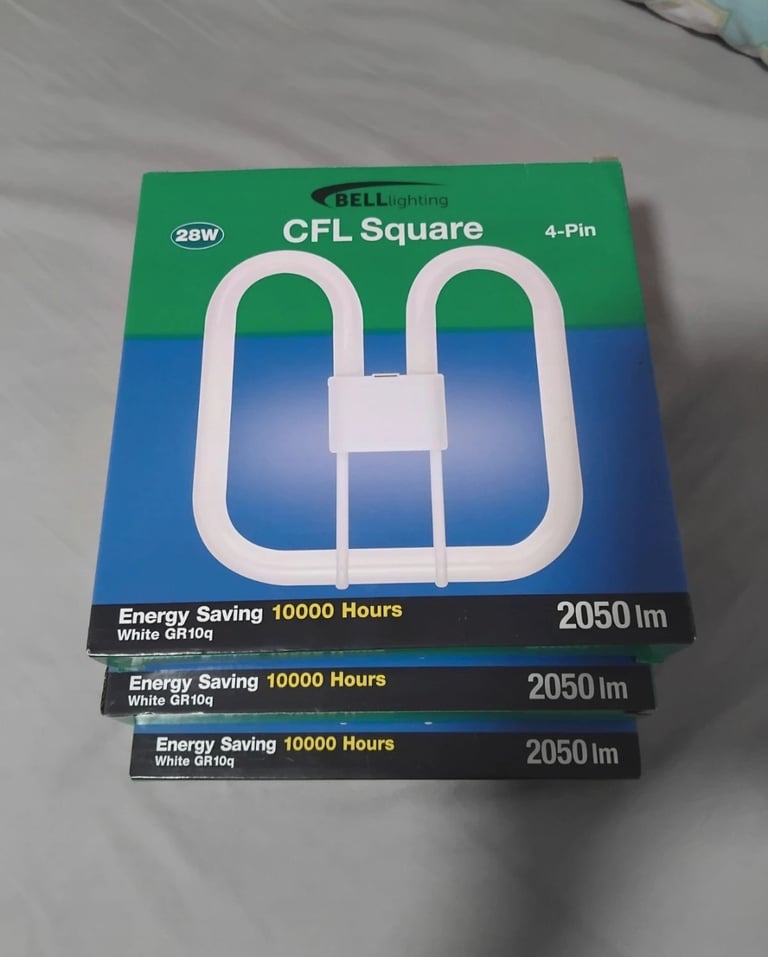 BELLlighting
28W CFL Square 4-Pin
Energy Saving 10000 Hours
White GR10q
2050 lm
Energy Saving 10000 Hours
White GR10q
2050 lm
Energy Saving 10000 Hours
White GR10q
2050 lm